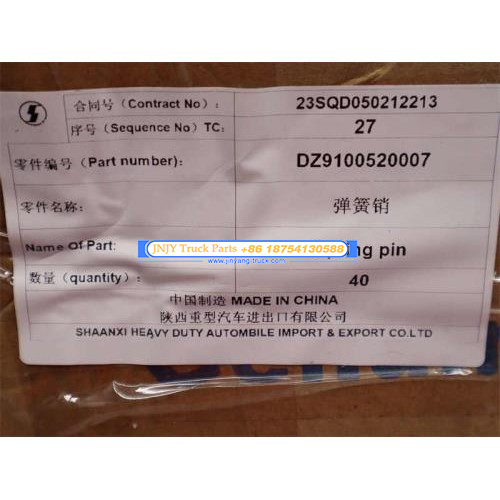 合同号（Contract No）: 23SQD050212213
序号（Sequence No）TC: 27
零件编号（Part number): DZ9100520007
零件名称: 弹簧销
Name Of Part: pin
JNJY Truck Parts +86 18754130588
www.jinyang-truck.com
数量（quantity）: 40
中国制造 MADE IN CHINA
陕西重型汽车进出口有限公司
SHAANXI HEAVY DUTY AUTOMBILE IMPORT & EXPORT CO.LTD